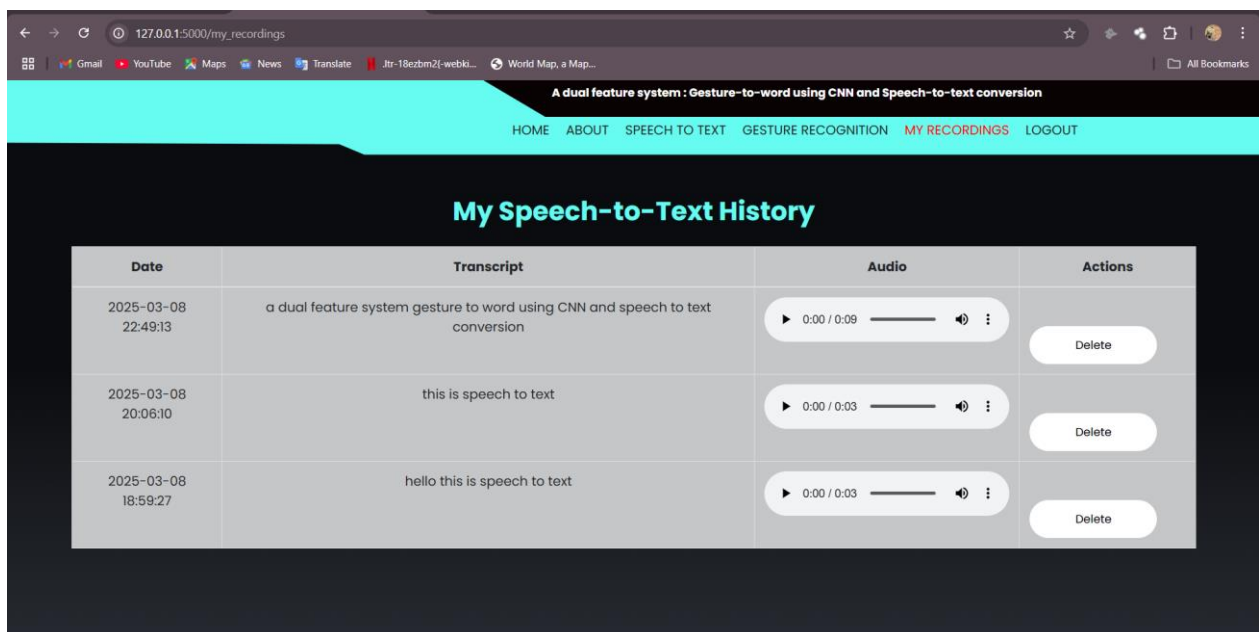 127.0.0.1:5000/my_recordings
Gmail YouTube Maps News Translate .ltr-18ezbm2{-webki... World Map, a Map... All Bookmarks
A dual feature system : Gesture-to-word using CNN and Speech-to-text conversion
HOME ABOUT SPEECH TO TEXT GESTURE RECOGNITION MY RECORDINGS LOGOUT
My Speech-to-Text History
Date Transcript Audio Actions
2025-03-08 a dual feature system gesture to word using CNN and speech to text
22:49:13 conversion 0:00 / 0:09
Delete
2025-03-08 this is speech to text
20:06:10 0:00 / 0:03
Delete
2025-03-08 hello this is speech to text
18:59:27 0:00 / 0:03
Delete